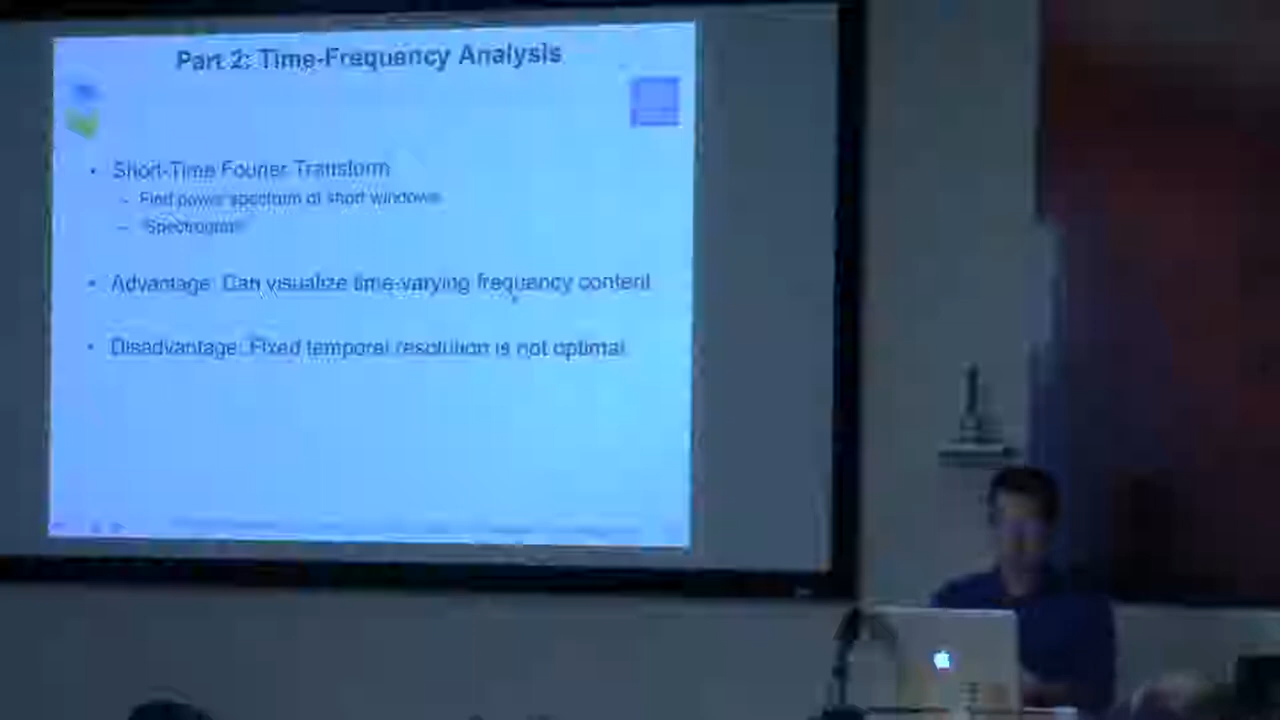 Part 2: Time-Frequency Analysis
• Short-Time Fourier Transform
– Find power spectrum of short windows
– "Spectrogram"
• Advantage: Can visualize time-varying frequency content
• Disadvantage: Fixed temporal resolution is not optimal